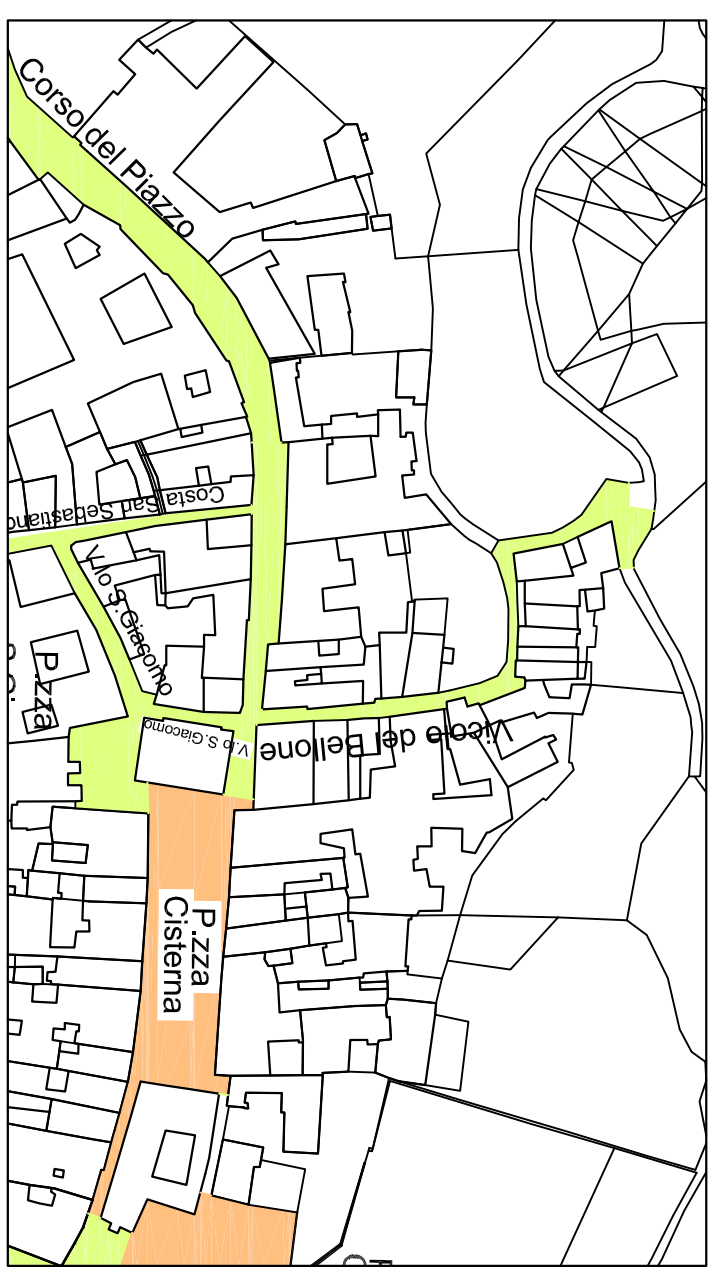 Corso del Piazzo
Costa San Sebastiano
V.lo S.Giacomo
P.zza
V.lo S.Giacomo
Vicolo del Bellone
P.zza
Cisterna